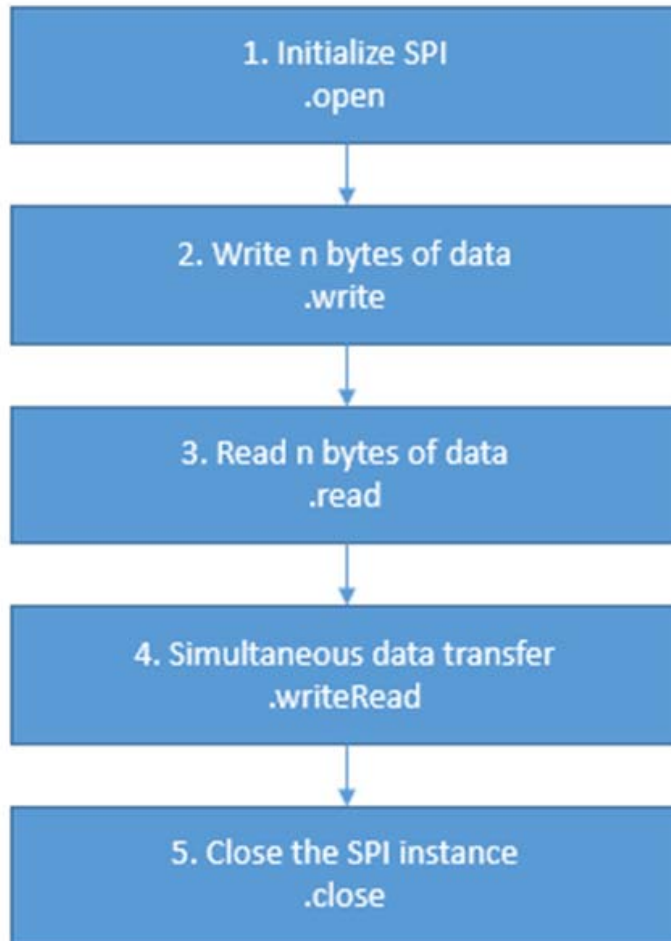 1. Initialize SPI
.open
2. Write n bytes of data
.write
3. Read n bytes of data
.read
4. Simultaneous data transfer
.writeRead
5. Close the SPI instance
.close